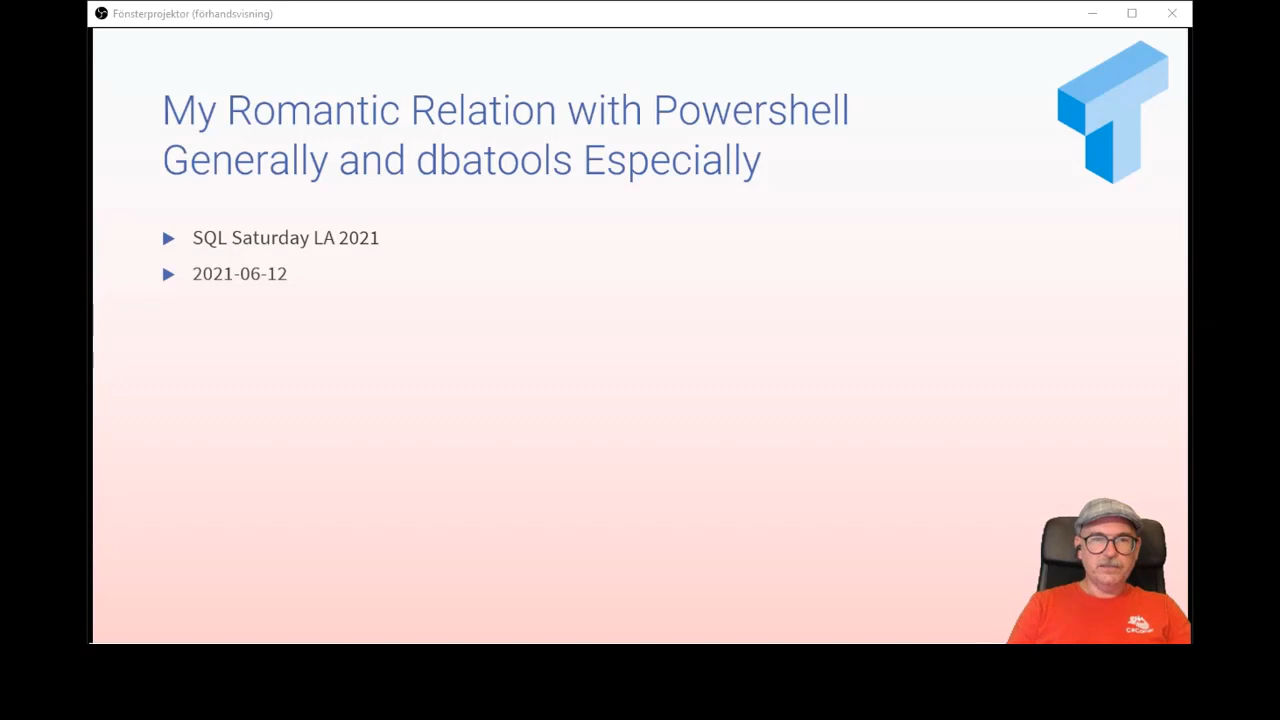 Fönsterprojektor (förhandsvisning)
My Romantic Relation with Powershell
Generally and dbatools Especially
SQL Saturday LA 2021
2021-06-12